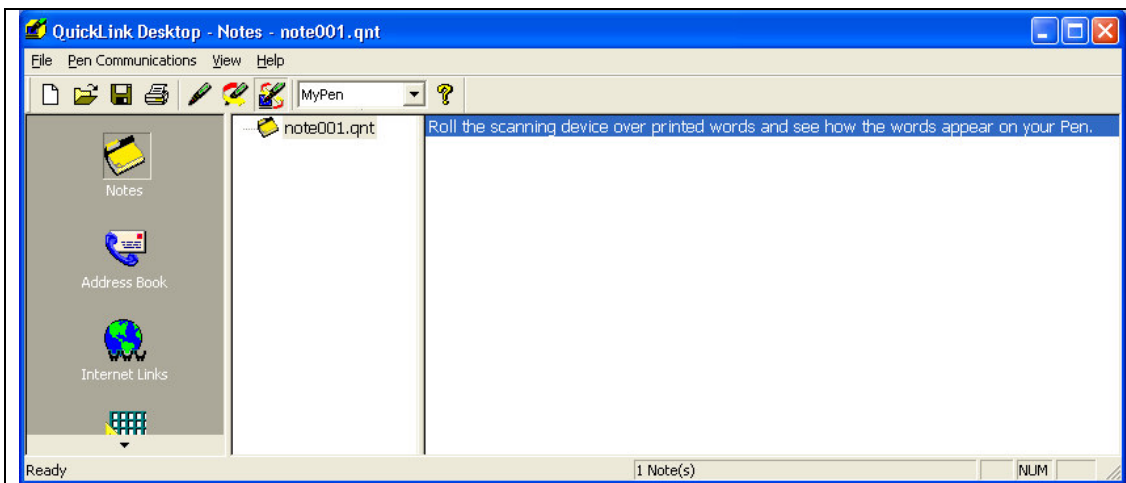 QuickLink Desktop - Notes - note001.qnt
File Pen Communications View Help
MyPen
note001.qnt
Roll the scanning device over printed words and see how the words appear on your Pen.
Notes
Address Book
Internet Links
Ready
1 Note(s)
NUM